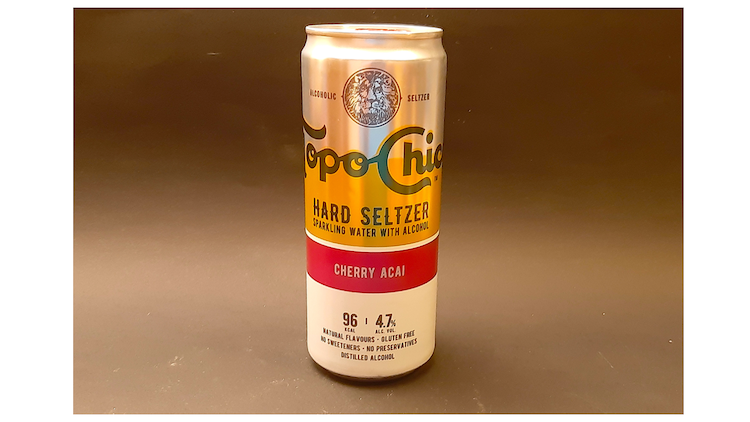 ALCOHOLIC SELTZER
Topo Chico
HARD SELTZER
SPARKLING WATER WITH ALCOHOL
CHERRY ACAI
96 | 4.7%
KCAL ALC. VOL.
NATURAL FLAVOURS · GLUTEN FREE
NO SWEETENERS · NO PRESERVATIVES
DISTILLED ALCOHOL